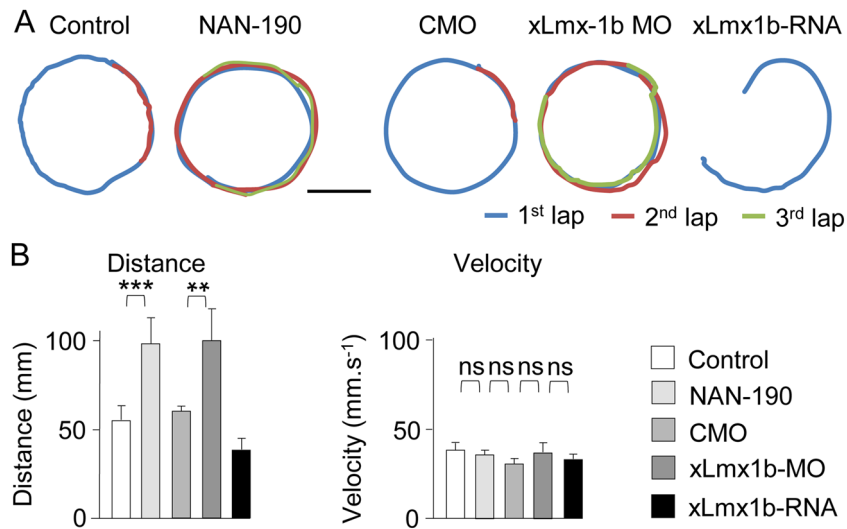 A
Control NAN-190 CMO xLmx-1b MO xLmx1b-RNA
1st lap 2nd lap 3rd lap
B
Distance Velocity
*** **
ns ns ns ns
Distance (mm)
100
50
0
Velocity (mm.s-1)
100
50
0
Control
NAN-190
CMO
xLmx1b-MO
xLmx1b-RNA